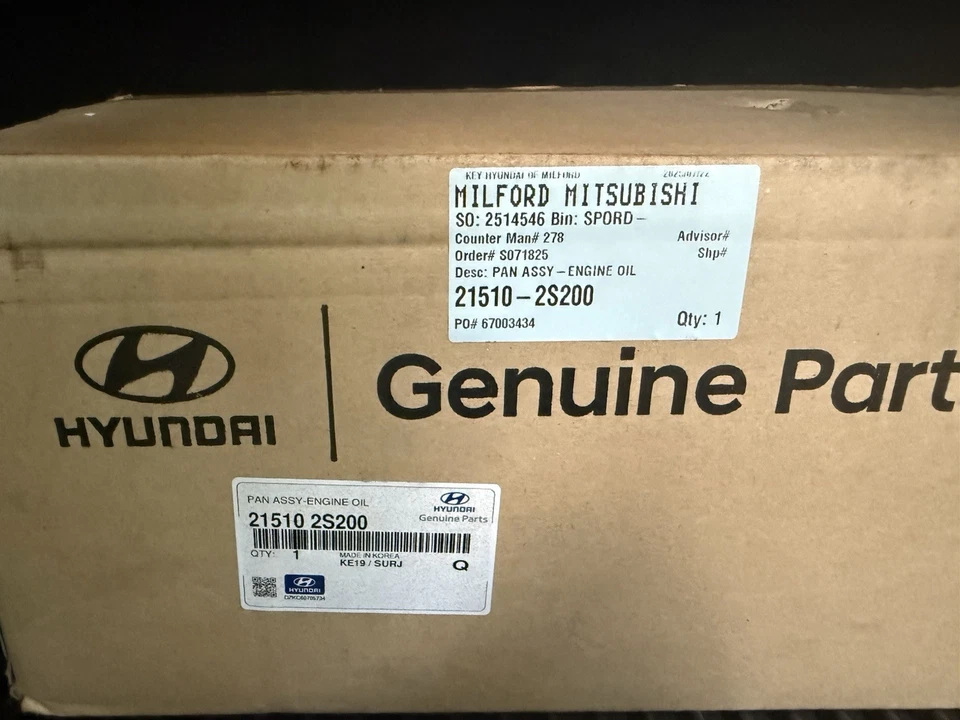 KEY HYUNDAI OF MILFORD
MILFORD MITSUBISHI
SO: 2514546 Bin: SPORD-
Counter Man# 278 Advisor#
Order# S071825 Shp#
Desc: PAN ASSY-ENGINE OIL
21510-2S200
PO# 67003434 Qty: 1
HYUNDAI
Genuine Part
PAN ASSY-ENGINE OIL
HYUNDAI
Genuine Parts
21510 2S200
QTY: 1 MADE IN KOREA
KE19 / SURJ Q
HYUNDAI